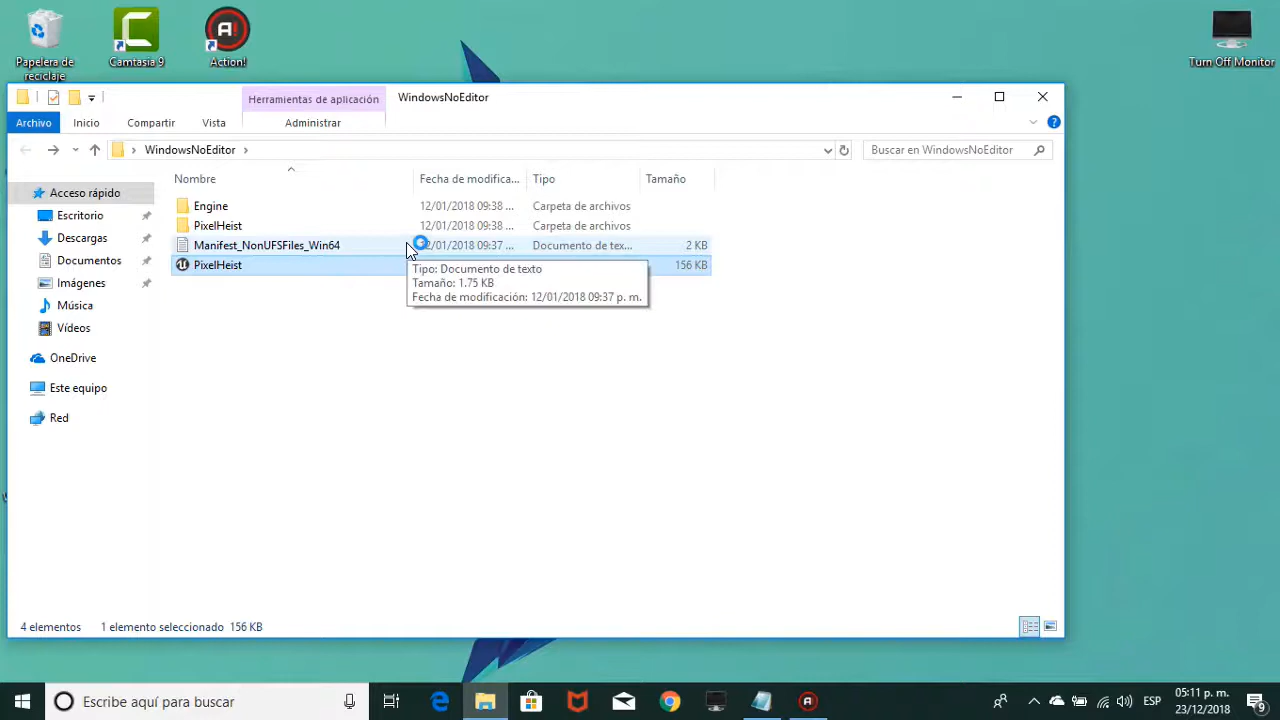 Papelera de
reciclaje
Camtasia 9
Action!
Turn Off Monitor
Herramientas de aplicación
WindowsNoEditor
Archivo
Inicio
Compartir
Vista
Administrar
WindowsNoEditor
Buscar en WindowsNoEditor
Nombre
Fecha de modifica...
Tipo
Tamaño
Acceso rápido
Escritorio
Descargas
Documentos
Imágenes
Música
Vídeos
OneDrive
Este equipo
Red
Engine 12/01/2018 09:38 ... Carpeta de archivos
PixelHeist 12/01/2018 09:38 ... Carpeta de archivos
Manifest_NonUFSFiles_Win64 2/01/2018 09:37 ... Documento de tex... 2 KB
PixelHeist 156 KB
Tipo: Documento de texto
Tamaño: 1.75 KB
Fecha de modificación: 12/01/2018 09:37 p. m.
4 elementos 1 elemento seleccionado 156 KB
Escribe aquí para buscar
ESP
05:11 p. m.
23/12/2018
9